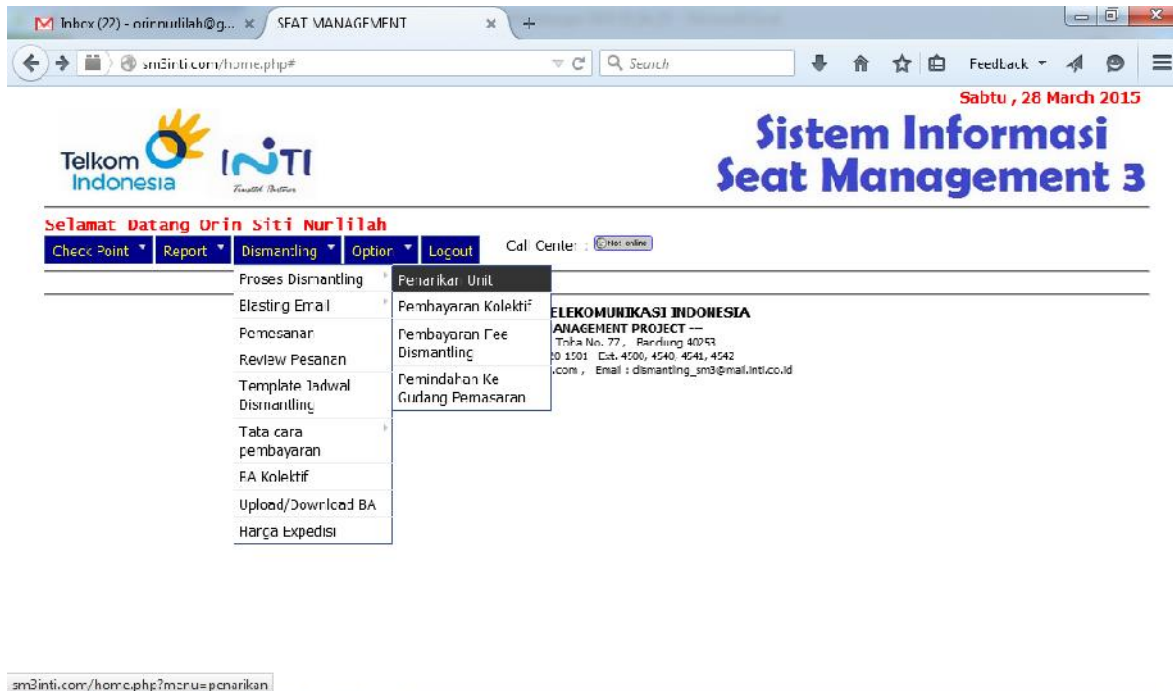 Inbox (22) - orinnurlilah@g...
SEAT MANAGEMENT
sm3inti.com/home.php#
Search
Feedback
Sabtu , 28 March 2015
Telkom
Indonesia
INTI
Trusted Partner
Sistem Informasi
Seat Management 3
Selamat Datang Orin Siti Nurlilah
Check Point
Report
Dismantling
Option
Logout
Call Center :
Not online
Proses Dismantling
Blasting Email
Pemesanan
Review Pesanan
Template Jadwal
Dismantling
Tata cara
pembayaran
BA Kolektif
Upload/Download BA
Harga Expedisi
Penarikan Unit
Pembayaran Kolektif
Pembayaran Fee
Dismantling
Pemindahan Ke
Gudang Pemasaran
ELEKOMUNIKASI INDONESIA
ANAGEMENT PROJECT ---
Toha No. 77 , Bandung 40253
20 1501 Ext. 4500, 4540, 4541, 4542
.com , Email : dismantling_sm3@mail.inti.co.id
sm3inti.com/home.php?menu=penarikan